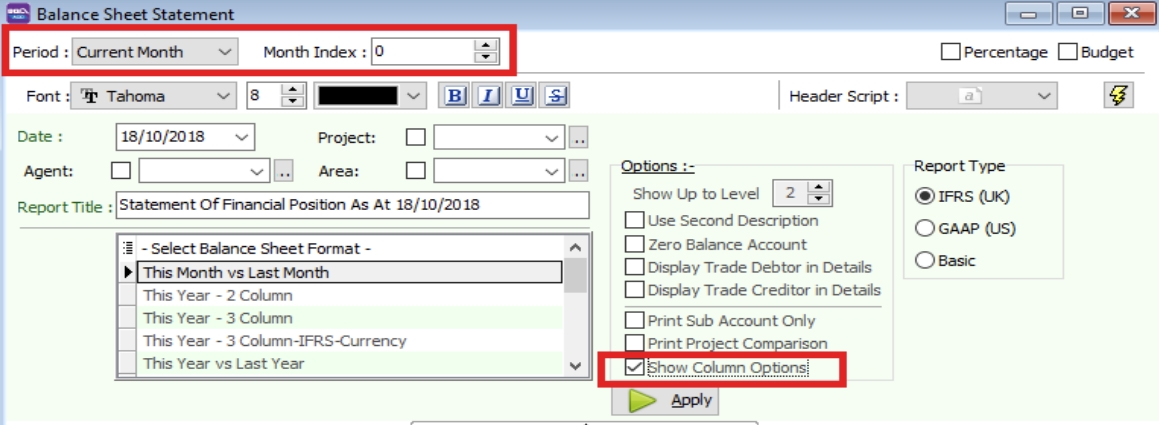 Balance Sheet Statement
Period : Current Month Month Index : 0 Percentage Budget
Font : Tahoma 8 B I U S Header Script : a
Date : 18/10/2018 Project: ..
Agent: .. Area: ..
Report Title : Statement Of Financial Position As At 18/10/2018
- Select Balance Sheet Format -
This Month vs Last Month
This Year - 2 Column
This Year - 3 Column
This Year - 3 Column-IFRS-Currency
This Year vs Last Year
Options :-
Show Up to Level 2
Use Second Description
Zero Balance Account
Display Trade Debtor in Details
Display Trade Creditor in Details
Print Sub Account Only
Print Project Comparison
Show Column Options
Apply
Report Type
IFRS (UK)
GAAP (US)
Basic